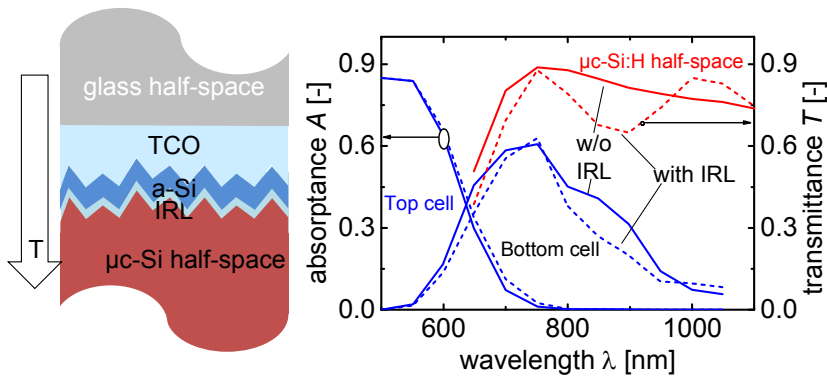 glass half-space
TCO
a-Si
IRL
T
µc-Si half-space
absorptance A [-]
0.9
0.6
0.3
0.0
Top cell
µc-Si:H half-space
w/o
IRL
with IRL
Bottom cell
600
800
1000
wavelength λ [nm]
0.9
0.6
0.3
0.0
transmittance T [-]